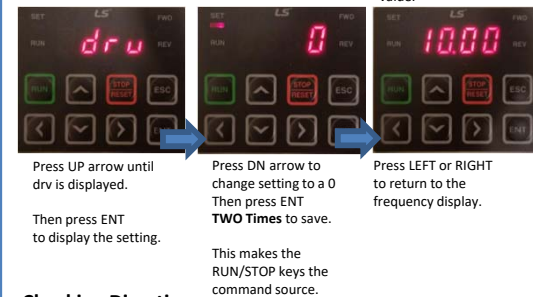 value.
SET LS FWD
RUN dru REV
RUN STOP RESET ESC
SET LS FWD
RUN 0 REV
RUN STOP RESET ESC
SET LS FWD
RUN 10.00 REV
RUN STOP RESET ESC
ENT
Press UP arrow until
drv is displayed.
Then press ENT
to display the setting.
Press DN arrow to
change setting to a 0
Then press ENT
TWO Times to save.
This makes the
RUN/STOP keys the
command source.
Press LEFT or RIGHT
to return to the
frequency display.